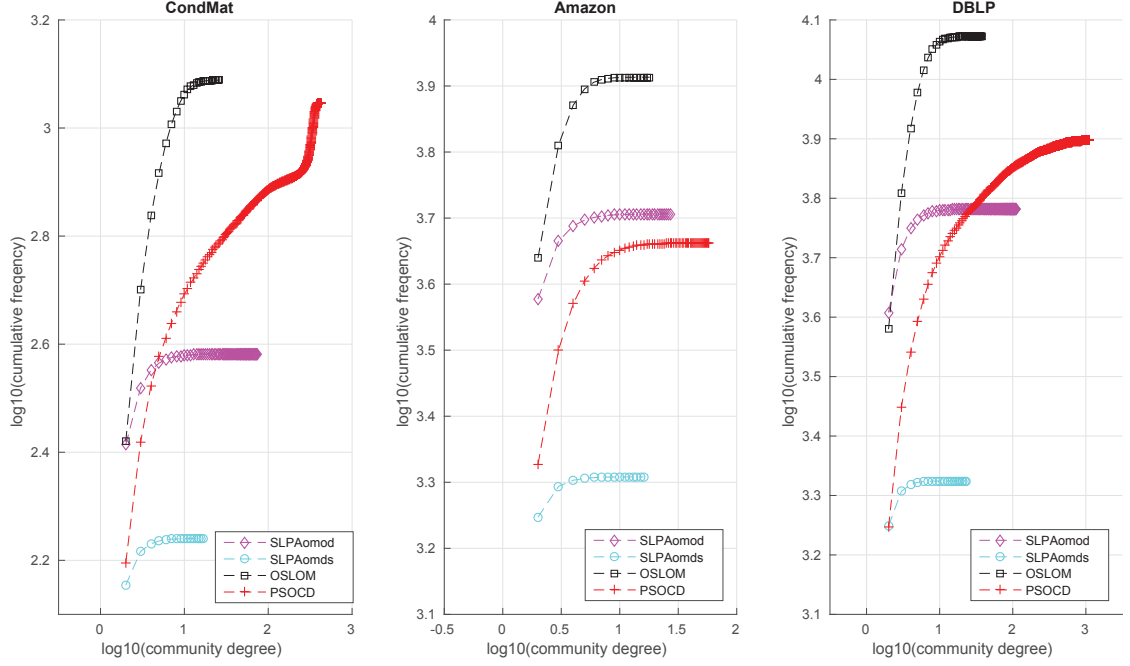 CondMat
3.2
3
2.8
2.6
2.4
2.2
0
1
2
3
log10(cumulative freqency)
log10(community degree)
SLPAomod
SLPAomds
OSLOM
PSOCD
Amazon
4
3.9
3.8
3.7
3.6
3.5
3.4
3.3
3.2
3.1
-0.5
0
0.5
1
1.5
2
log10(cumulative freqency)
log10(community degree)
SLPAomod
SLPAomds
OSLOM
PSOCD
DBLP
4.1
4
3.9
3.8
3.7
3.6
3.5
3.4
3.3
3.2
3.1
0
1
2
3
log10(cumulative freqency)
log10(community degree)
SLPAomod
SLPAomds
OSLOM
PSOCD